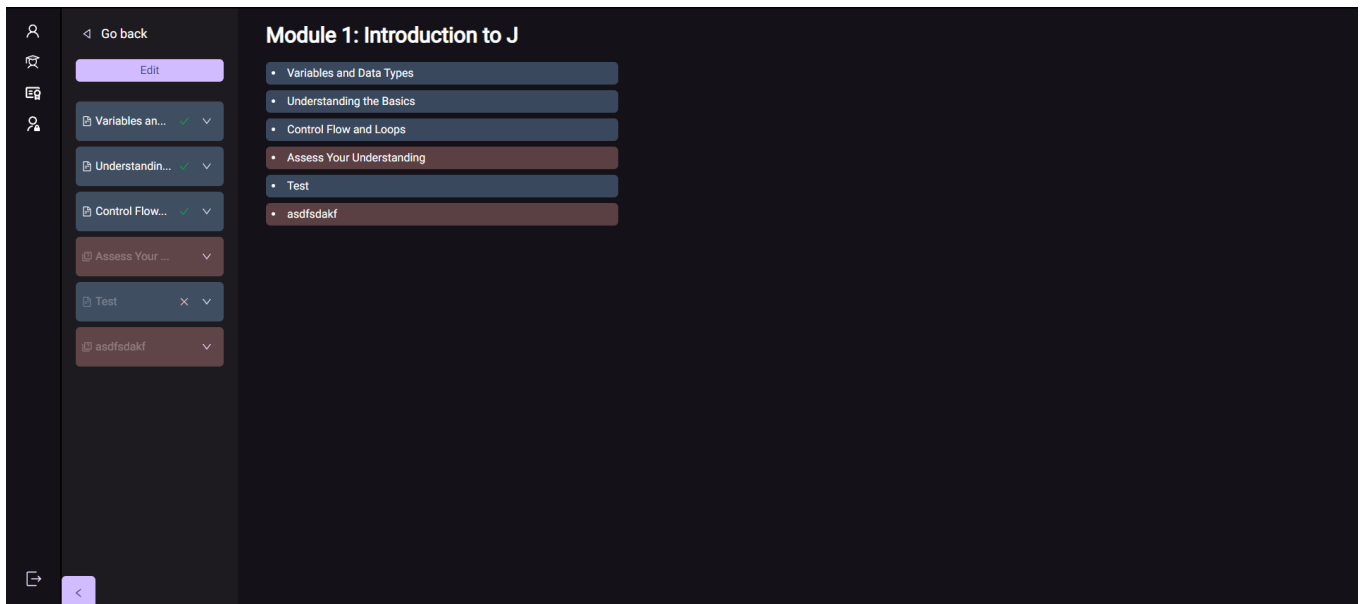 Go back
Edit
Variables an...
Understandin...
Control Flow...
Assess Your ...
Test
asdfsdakf
Module 1: Introduction to J
• Variables and Data Types
• Understanding the Basics
• Control Flow and Loops
• Assess Your Understanding
• Test
• asdfsdakf